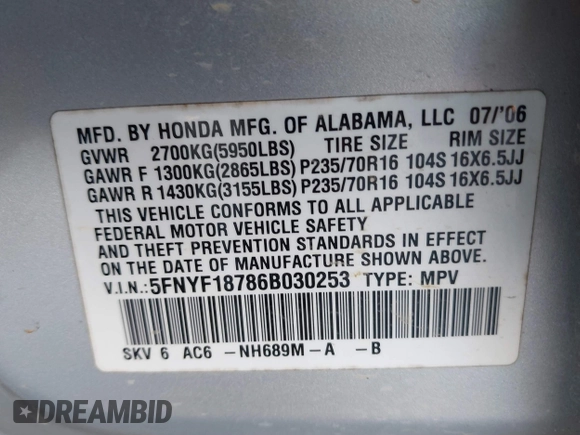 MFD. BY HONDA MFG. OF ALABAMA, LLC 07/'06
GVWR 2700KG(5950LBS) TIRE SIZE RIM SIZE
GAWR F 1300KG(2865LBS) P235/70R16 104S 16X6.5JJ
GAWR R 1430KG(3155LBS) P235/70R16 104S 16X6.5JJ
THIS VEHICLE CONFORMS TO ALL APPLICABLE
FEDERAL MOTOR VEHICLE SAFETY
AND THEFT PREVENTION STANDARDS IN EFFECT
ON THE DATE OF MANUFACTURE SHOWN ABOVE.
V.I.N.:5FNYF18786B030253 TYPE: MPV
SKV 6 AC6 -NH689M-A -B
DREAMBID